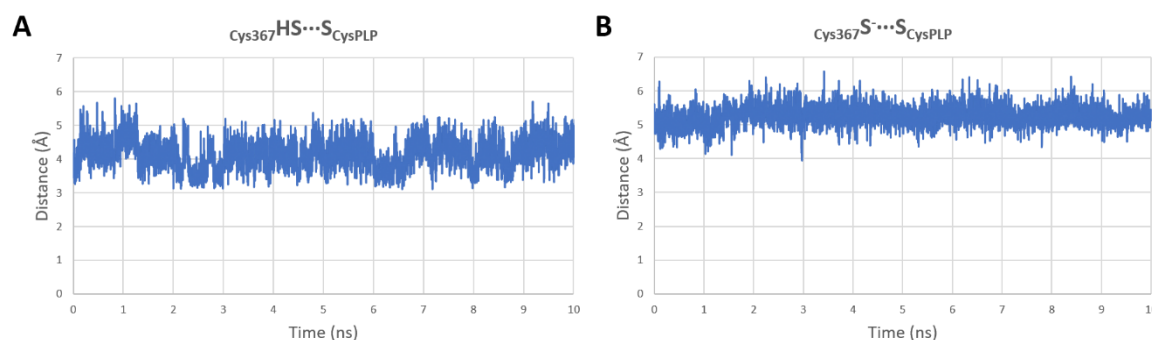 A
Cys367HS···SCysPLP
7
6
5
4
3
2
1
0
Distance (Å)
0 1 2 3 4 5 6 7 8 9 10
Time (ns)
B
Cys367S-···SCysPLP
7
6
5
4
3
2
1
0
Distance (Å)
0 1 2 3 4 5 6 7 8 9 10
Time (ns)